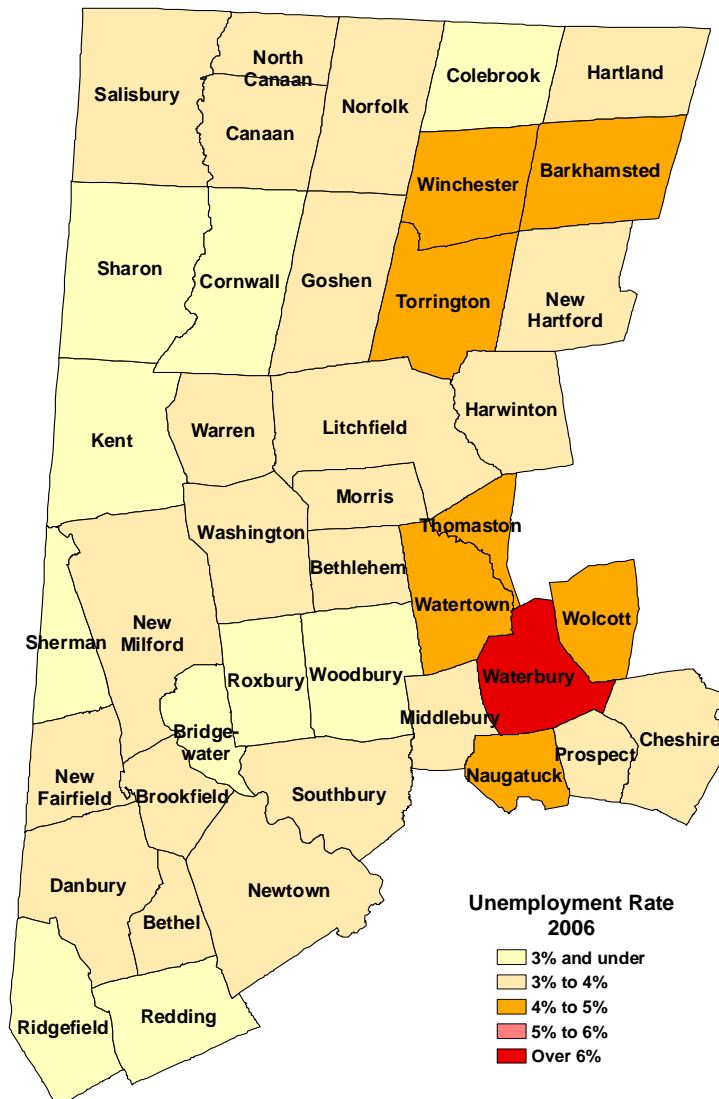 North
Canaan
Colebrook
Hartland
Salisbury
Norfolk
Canaan
Winchester
Barkhamsted
Sharon
Cornwall
Goshen
Torrington
New
Hartford
Kent
Warren
Litchfield
Harwinton
Morris
Washington
Thomaston
Bethlehem
Watertown
Wolcott
New
Milford
Sherman
Roxbury
Woodbury
Waterbury
Middlebury
Bridge-
water
Prospect
Cheshire
New
Fairfield
Brookfield
Southbury
Naugatuck
Danbury
Bethel
Newtown
Ridgefield
Redding
Unemployment Rate
2006
3% and under
3% to 4%
4% to 5%
5% to 6%
Over 6%